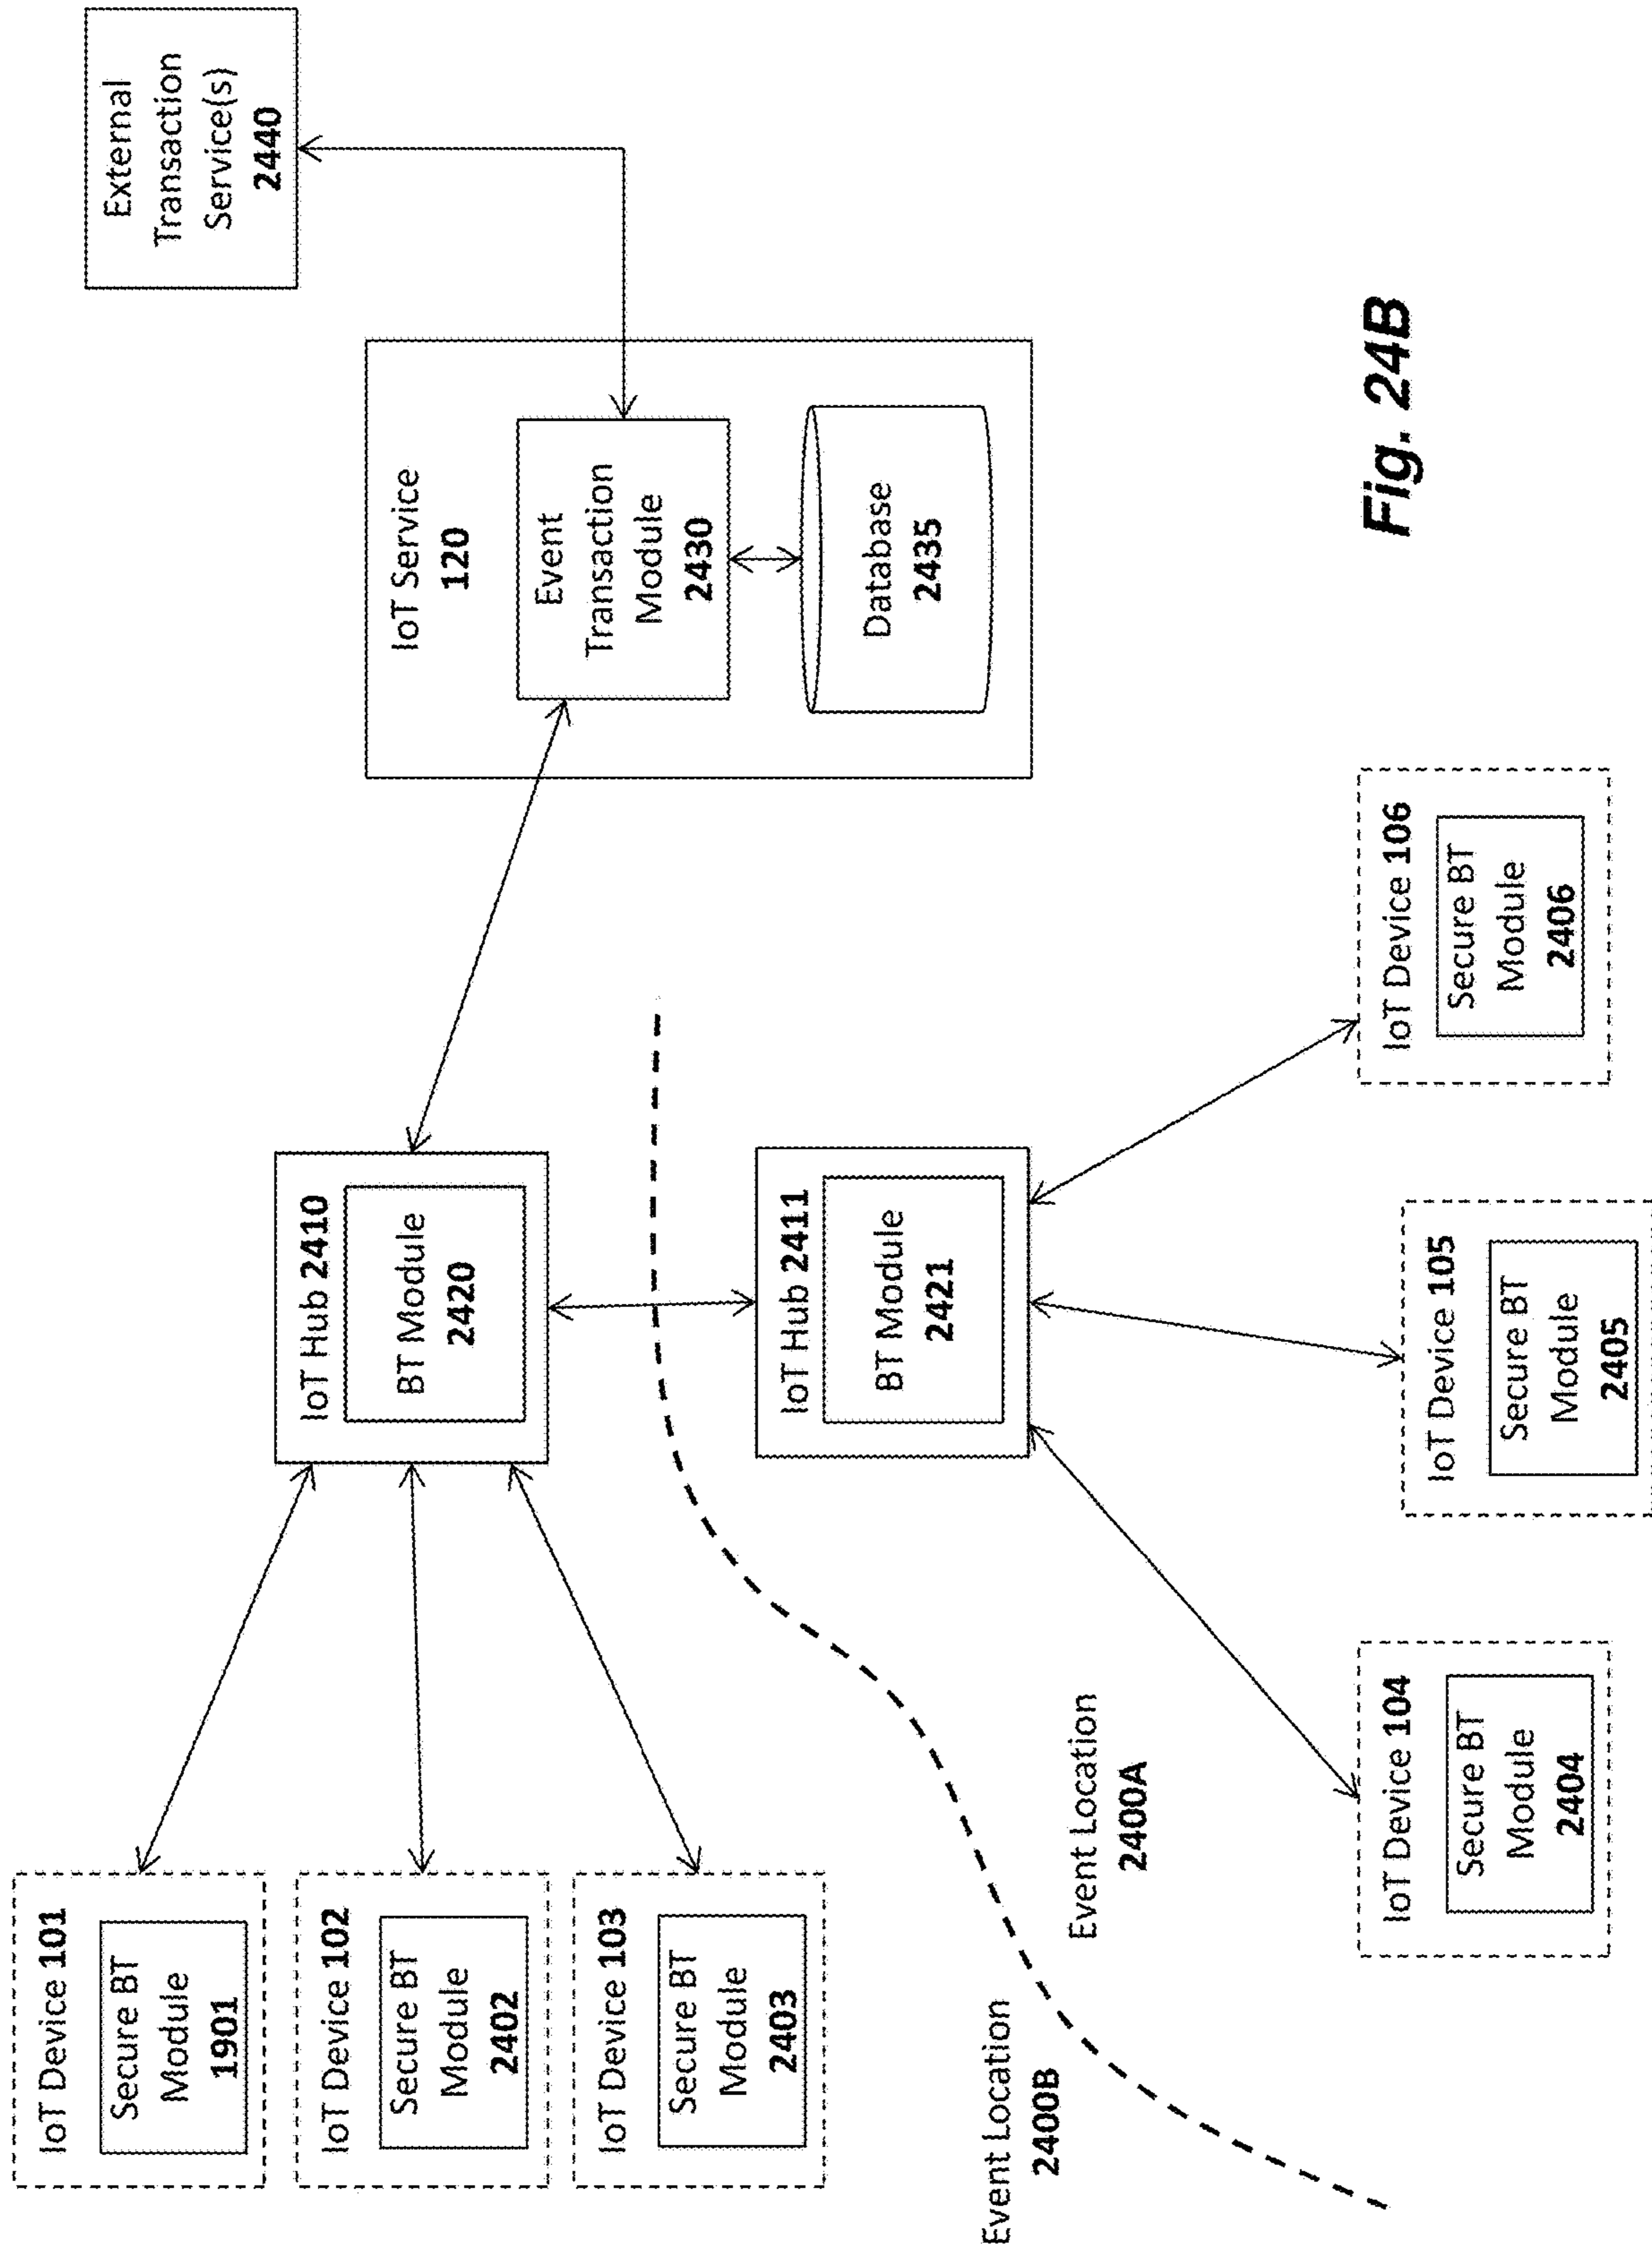 External
Transaction
Service(s)
2440
IoT Service
120
Event
Transaction
Module
2430
Database
2435
IoT Hub 2410
BT Module
2420
IoT Hub 2411
BT Module
2421
IoT Device 101
Secure BT
Module
1901
IoT Device 102
Secure BT
Module
2402
IoT Device 103
Secure BT
Module
2403
Event Location
2400B
Event Location
2400A
IoT Device 104
Secure BT
Module
2404
IoT Device 105
Secure BT
Module
2405
IoT Device 106
Secure BT
Module
2406
Fig. 24B